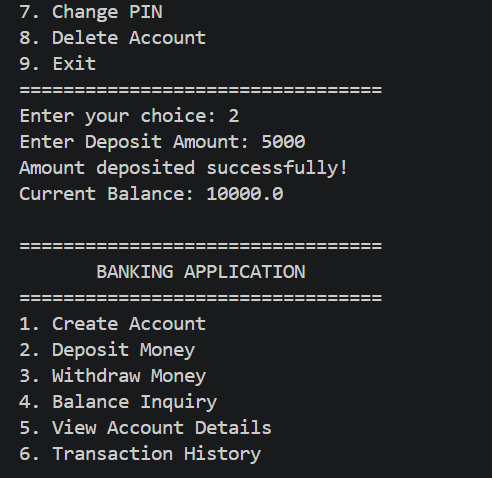 7. Change PIN
8. Delete Account
9. Exit
=================================
Enter your choice: 2
Enter Deposit Amount: 5000
Amount deposited successfully!
Current Balance: 10000.0
=================================
BANKING APPLICATION
=================================
1. Create Account
2. Deposit Money
3. Withdraw Money
4. Balance Inquiry
5. View Account Details
6. Transaction History